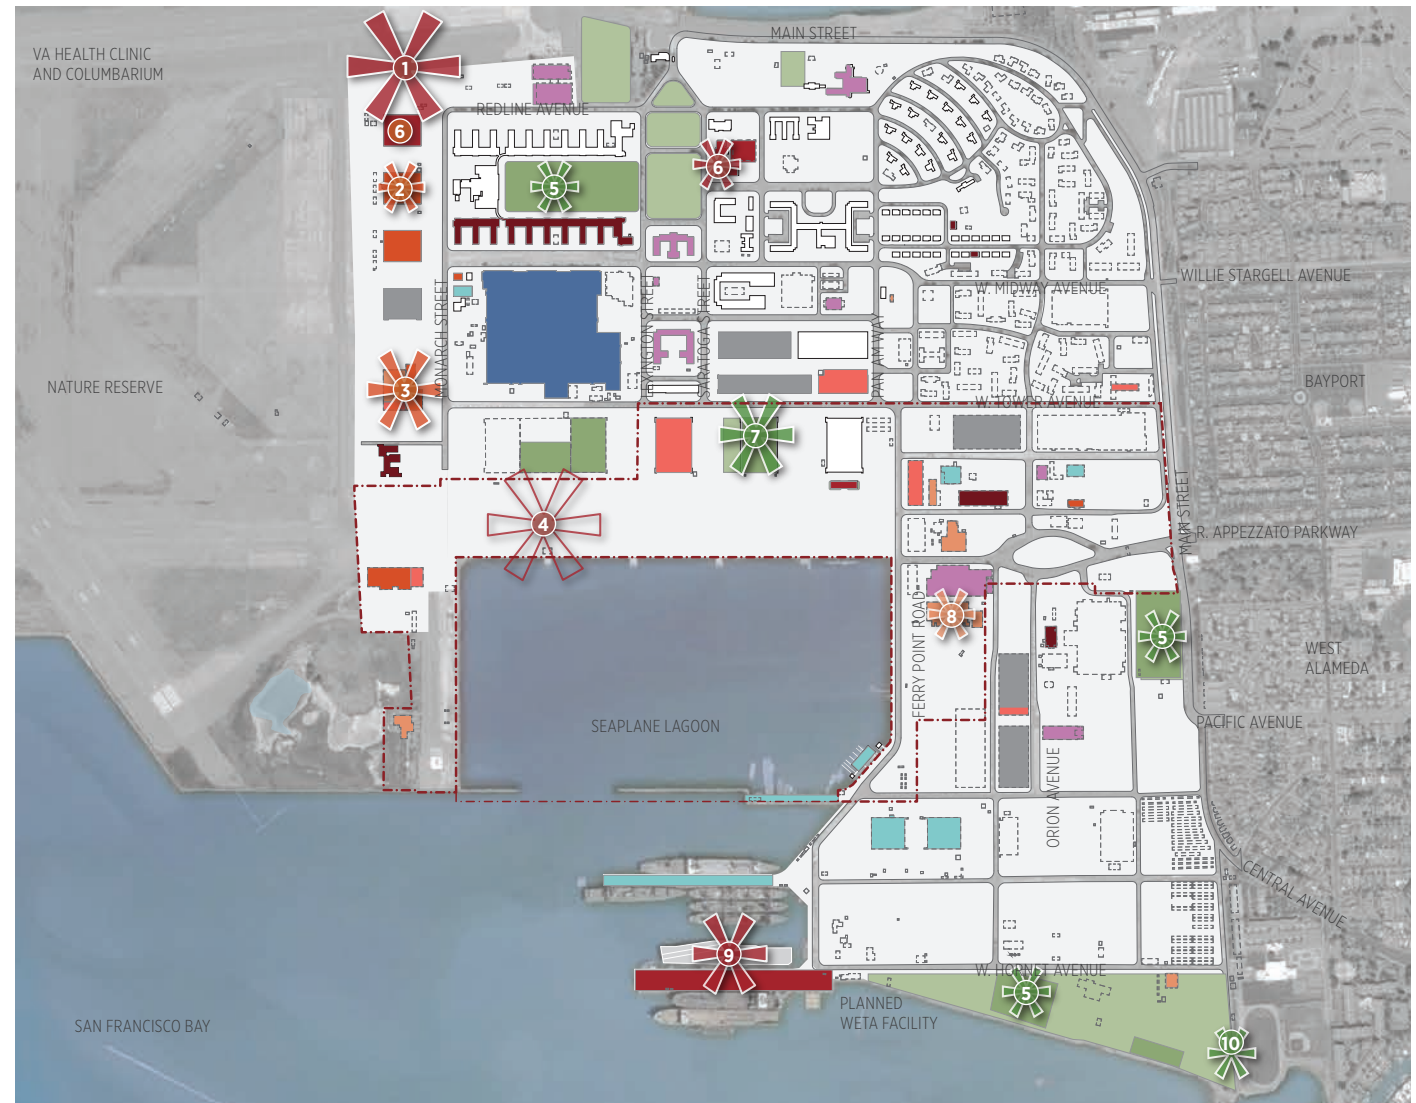 MAIN STREET
VA HEALTH CLINIC
AND COLUMBARIUM
1
REDLINE AVENUE
6
6
2
5
WILLIE STARGELL AVENUE
W. MIDWAY AVENUE
MONARCH STREET
LEXINGTON STREET
SARATOGA STREET
PAN AM WAY
NATURE RESERVE
3
BAYPORT
W. TOWER AVENUE
7
4
MAIN STREET
R. APPEZZATO PARKWAY
FERRY POINT ROAD
8
5
WEST
ALAMEDA
SEAPLANE LAGOON
PACIFIC AVENUE
ORION AVENUE
CENTRAL AVENUE
9
W. HORNET AVENUE
5
PLANNED
WETA FACILITY
SAN FRANCISCO BAY
10